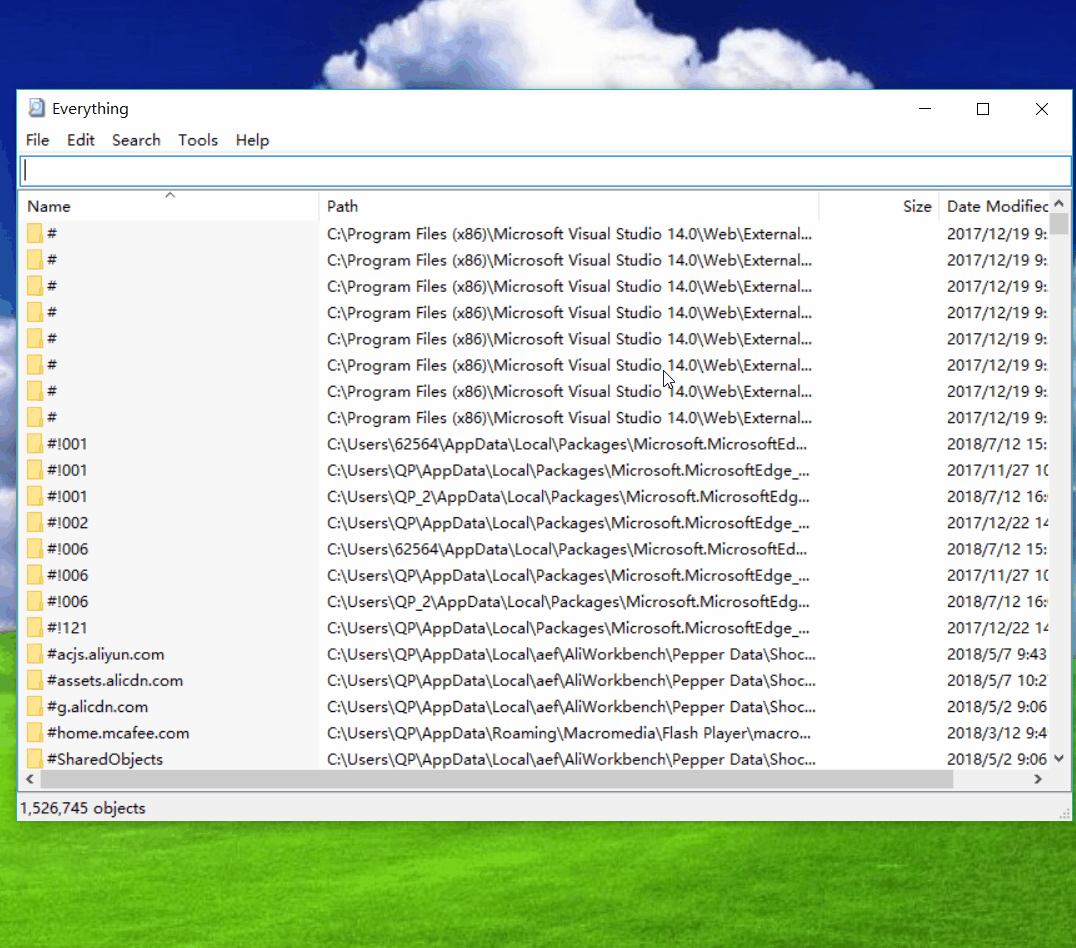 Everything
File Edit Search Tools Help
Name Path Size Date Modified
# C:\Program Files (x86)\Microsoft Visual Studio 14.0\Web\External... 2017/12/19 9:
# C:\Program Files (x86)\Microsoft Visual Studio 14.0\Web\External... 2017/12/19 9:
# C:\Program Files (x86)\Microsoft Visual Studio 14.0\Web\External... 2017/12/19 9:
# C:\Program Files (x86)\Microsoft Visual Studio 14.0\Web\External... 2017/12/19 9:
# C:\Program Files (x86)\Microsoft Visual Studio 14.0\Web\External... 2017/12/19 9:
# C:\Program Files (x86)\Microsoft Visual Studio 14.0\Web\External... 2017/12/19 9:
# C:\Program Files (x86)\Microsoft Visual Studio 14.0\Web\External... 2017/12/19 9:
# C:\Program Files (x86)\Microsoft Visual Studio 14.0\Web\External... 2017/12/19 9:
#!001 C:\Users\62564\AppData\Local\Packages\Microsoft.MicrosoftEd... 2018/7/12 15:
#!001 C:\Users\QP\AppData\Local\Packages\Microsoft.MicrosoftEdge_... 2017/11/27 10
#!001 C:\Users\QP_2\AppData\Local\Packages\Microsoft.MicrosoftEdg... 2018/7/12 16:
#!002 C:\Users\QP\AppData\Local\Packages\Microsoft.MicrosoftEdge_... 2017/12/22 14
#!006 C:\Users\62564\AppData\Local\Packages\Microsoft.MicrosoftEd... 2018/7/12 15:
#!006 C:\Users\QP\AppData\Local\Packages\Microsoft.MicrosoftEdge_... 2017/11/27 10
#!006 C:\Users\QP_2\AppData\Local\Packages\Microsoft.MicrosoftEdg... 2018/7/12 16:
#!121 C:\Users\QP\AppData\Local\Packages\Microsoft.MicrosoftEdge_... 2017/12/22 14
#acjs.aliyun.com C:\Users\QP\AppData\Local\aef\AliWorkbench\Pepper Data\Shoc... 2018/5/7 9:43
#assets.alicdn.com C:\Users\QP\AppData\Local\aef\AliWorkbench\Pepper Data\Shoc... 2018/5/7 10:2
#g.alicdn.com C:\Users\QP\AppData\Local\aef\AliWorkbench\Pepper Data\Shoc... 2018/5/2 9:06
#home.mcafee.com C:\Users\QP\AppData\Roaming\Macromedia\Flash Player\macro... 2018/3/12 9:4
#SharedObjects C:\Users\QP\AppData\Local\aef\AliWorkbench\Pepper Data\Shoc... 2018/5/2 9:06
1,526,745 objects